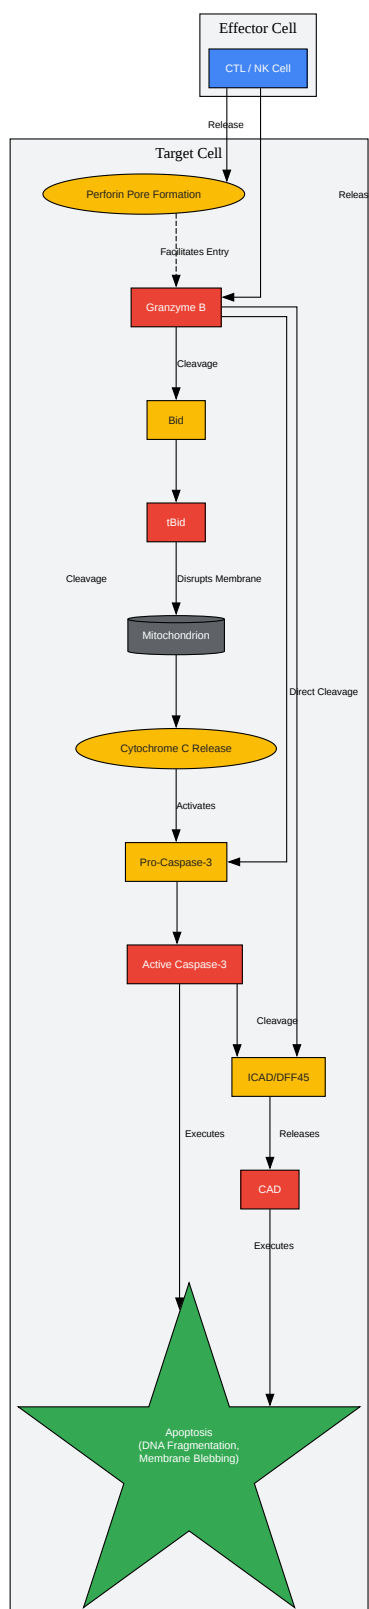 Effector Cell
CTL / NK Cell
Release
Target Cell
Perforin Pore Formation
Releas
Facilitates Entry
Granzyme B
Cleavage
Bid
tBid
Cleavage
Disrupts Membrane
Mitochondrion
Direct Cleavage
Cytochrome C Release
Activates
Pro-Caspase-3
Active Caspase-3
Cleavage
ICAD/DFF45
Executes
Releases
CAD
Executes
Apoptosis
(DNA Fragmentation,
Membrane Blebbing)